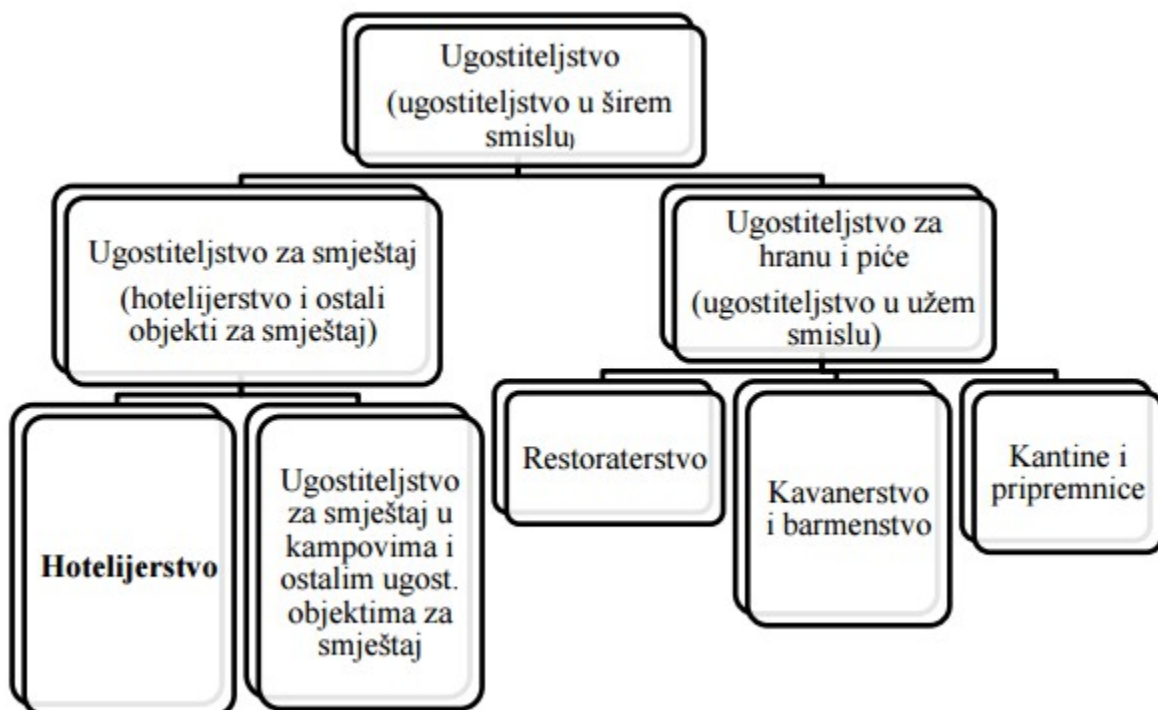 Ugostiteljstvo
(ugostiteljstvo u širem
smislu)
Ugostiteljstvo za smještaj
(hotelijerstvo i ostali
objekti za smještaj)
Ugostiteljstvo za
hranu i piće
(ugostiteljstvo u užem
smislu)
Hotelijerstvo
Ugostiteljstvo
za smještaj u
kampovima i
ostalim ugost.
objektima za
smještaj
Restoraterstvo
Kavanerstvo
i barmenstvo
Kantine i
pripremnice